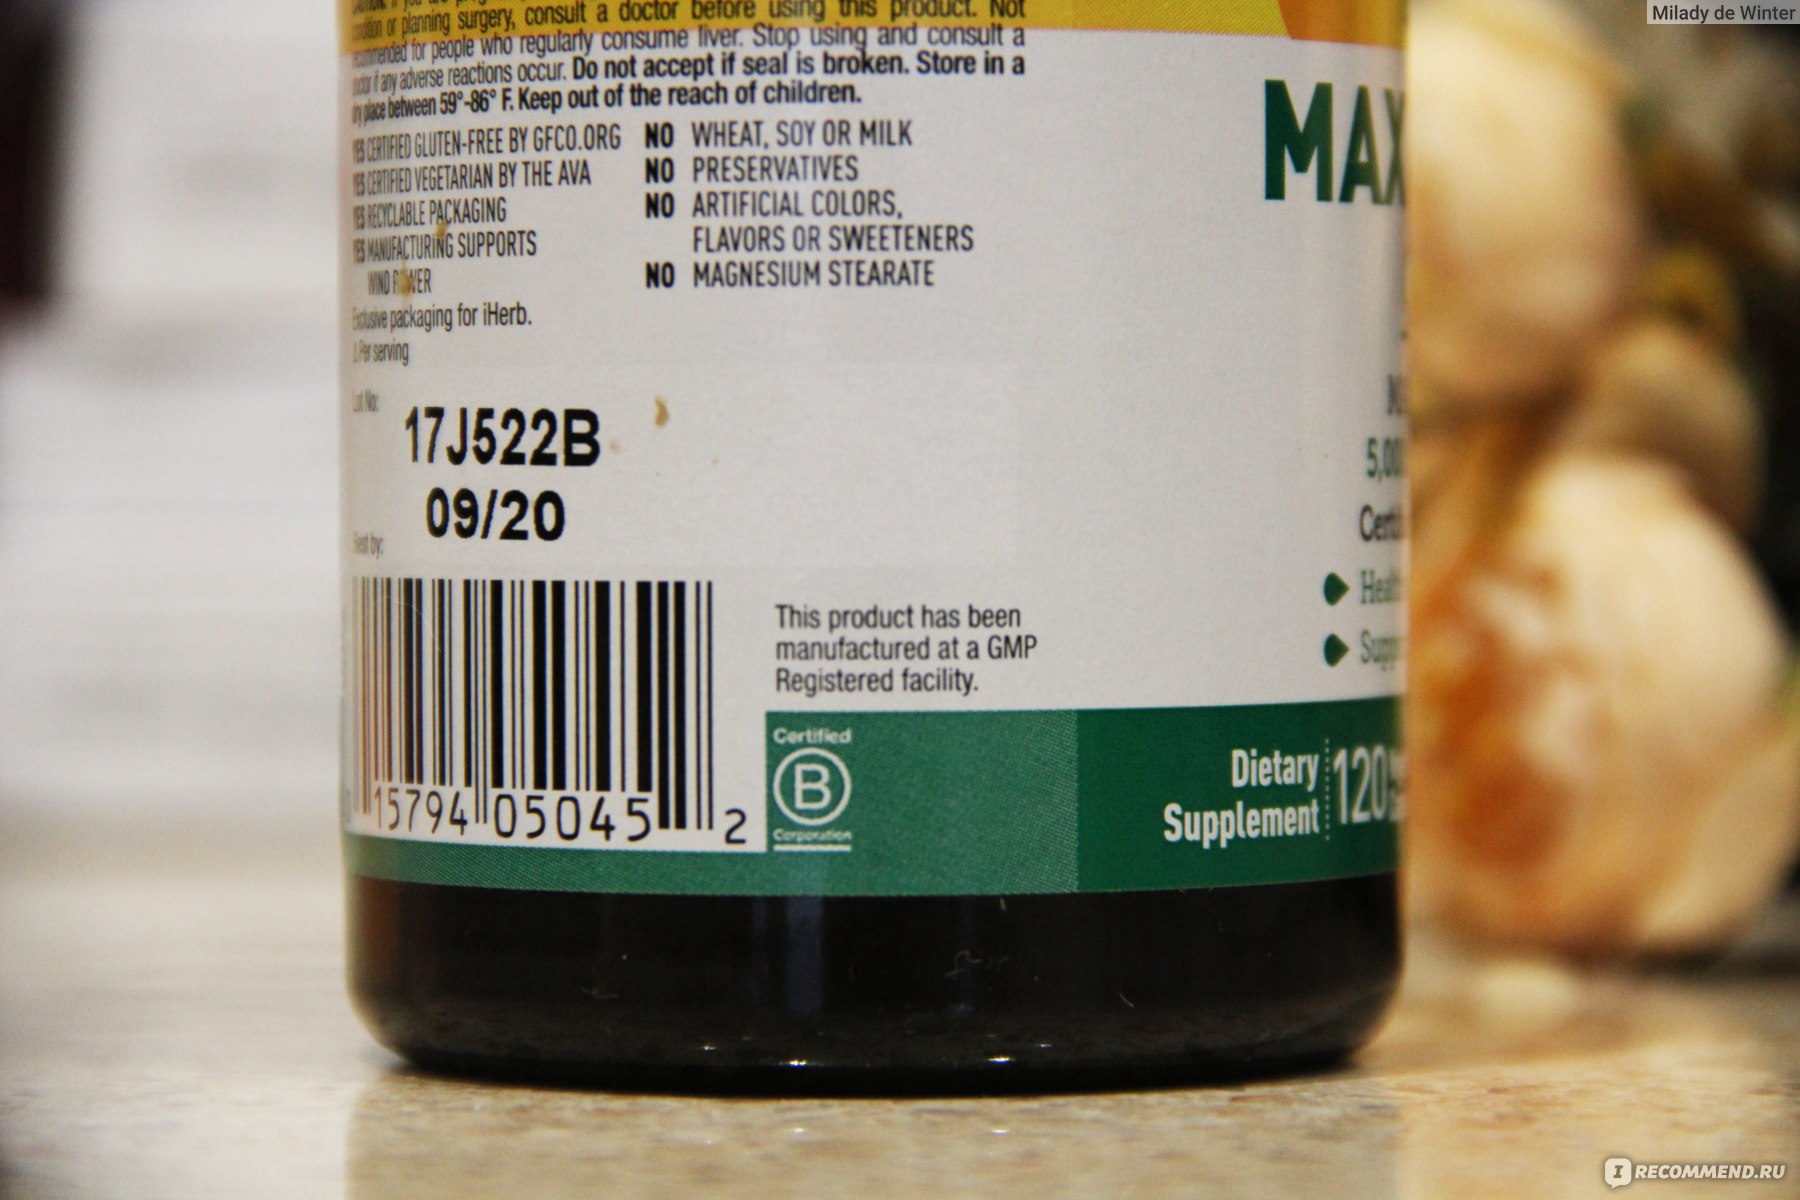 Milady de Winter
condition or planning surgery, consult a doctor before using this product. Not
recommended for people who regularly consume liver. Stop using and consult a
doctor if any adverse reactions occur. Do not accept if seal is broken. Store in a
dry place between 59°-86° F. Keep out of the reach of children.
YES CERTIFIED GLUTEN-FREE BY GFCO.ORG
YES CERTIFIED VEGETARIAN BY THE AVA
YES RECYCLABLE PACKAGING
YES MANUFACTURING SUPPORTS
WIND POWER
NO WHEAT, SOY OR MILK
NO PRESERVATIVES
NO ARTIFICIAL COLORS,
FLAVORS OR SWEETENERS
NO MAGNESIUM STEARATE
Exclusive packaging for iHerb.
Δ Per serving
Lot No:
17J522B
09/20
Best by:
15794 05045 2
This product has been
manufactured at a GMP
Registered facility.
Certified
B
Corporation
MAX
5,00
Dietary
Supplement
120
IRECOMMEND.RU